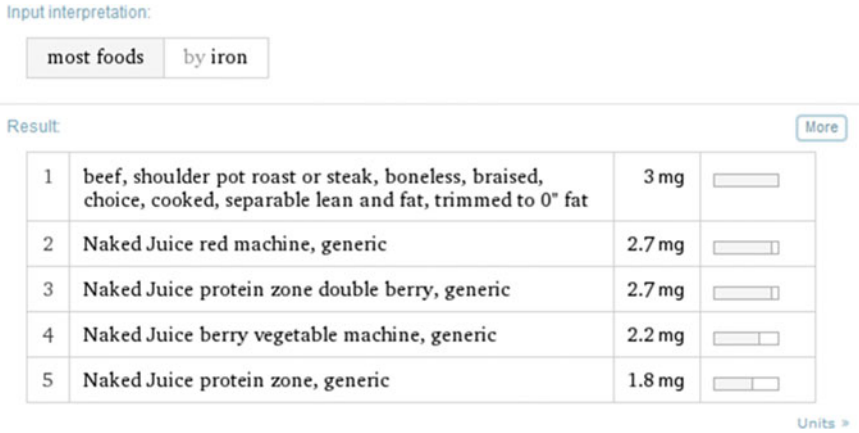 Input interpretation:
most foods by iron
Result:
More
1 beef, shoulder pot roast or steak, boneless, braised, 3 mg
choice, cooked, separable lean and fat, trimmed to 0" fat
2 Naked Juice red machine, generic 2.7 mg
3 Naked Juice protein zone double berry, generic 2.7 mg
4 Naked Juice berry vegetable machine, generic 2.2 mg
5 Naked Juice protein zone, generic 1.8 mg
Units »